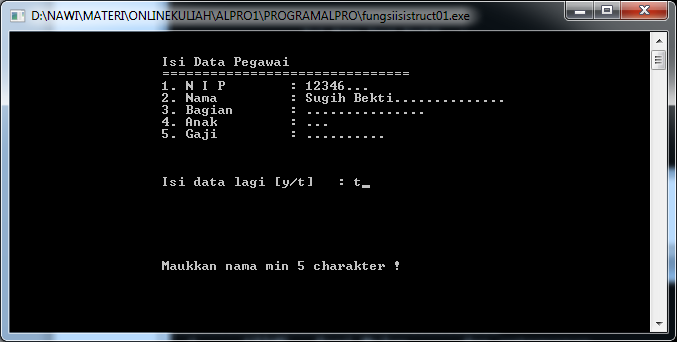 D:\NAWI\MATERI\ONLINEKULIAH\ALPRO1\PROGRAMALPRO\fungsiisistruct01.exe
Isi Data Pegawai
===============================
1. N I P : 12346...
2. Nama : Sugih Bekti..............
3. Bagian : ...............
4. Anak : ...
5. Gaji : ..........
Isi data lagi [y/t] : t_
Maukkan nama min 5 charakter !